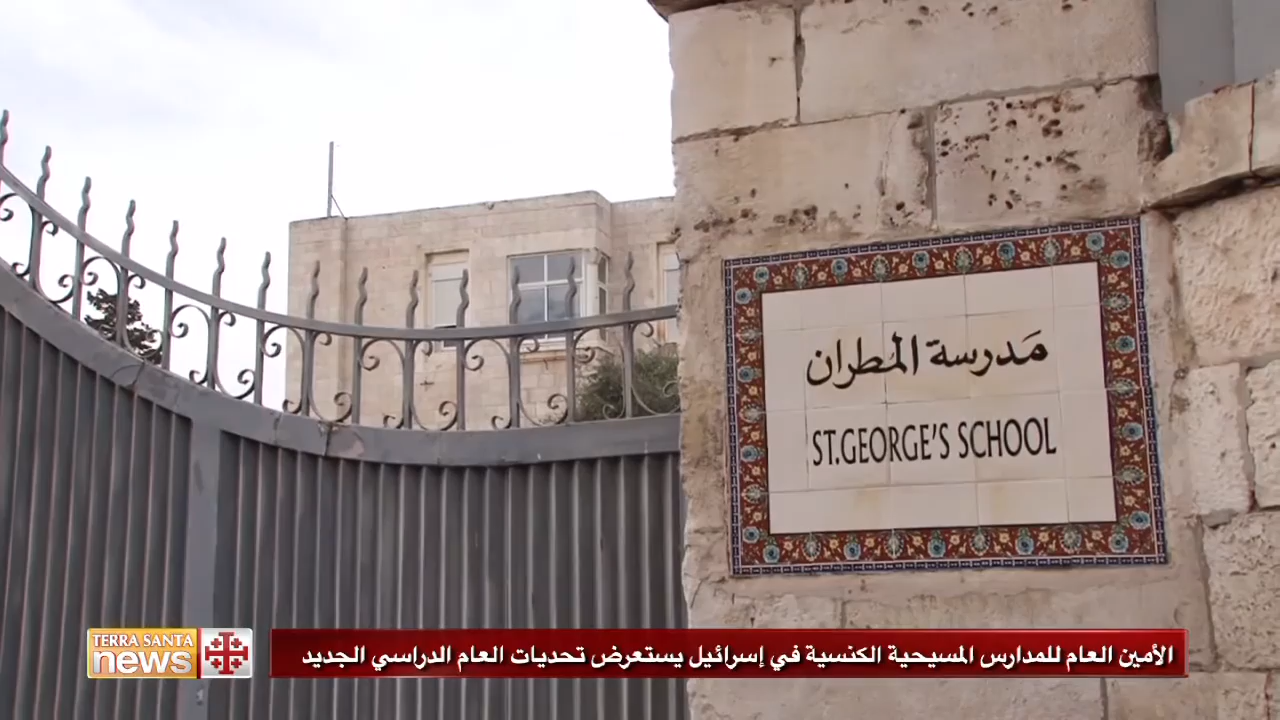 مَدرسة المطران
ST.GEORGE'S SCHOOL
TERRA SANTA
news
الأمين العام للمدارس المسيحية الكنسية في إسرائيل يستعرض تحديات العام الدراسي الجديد